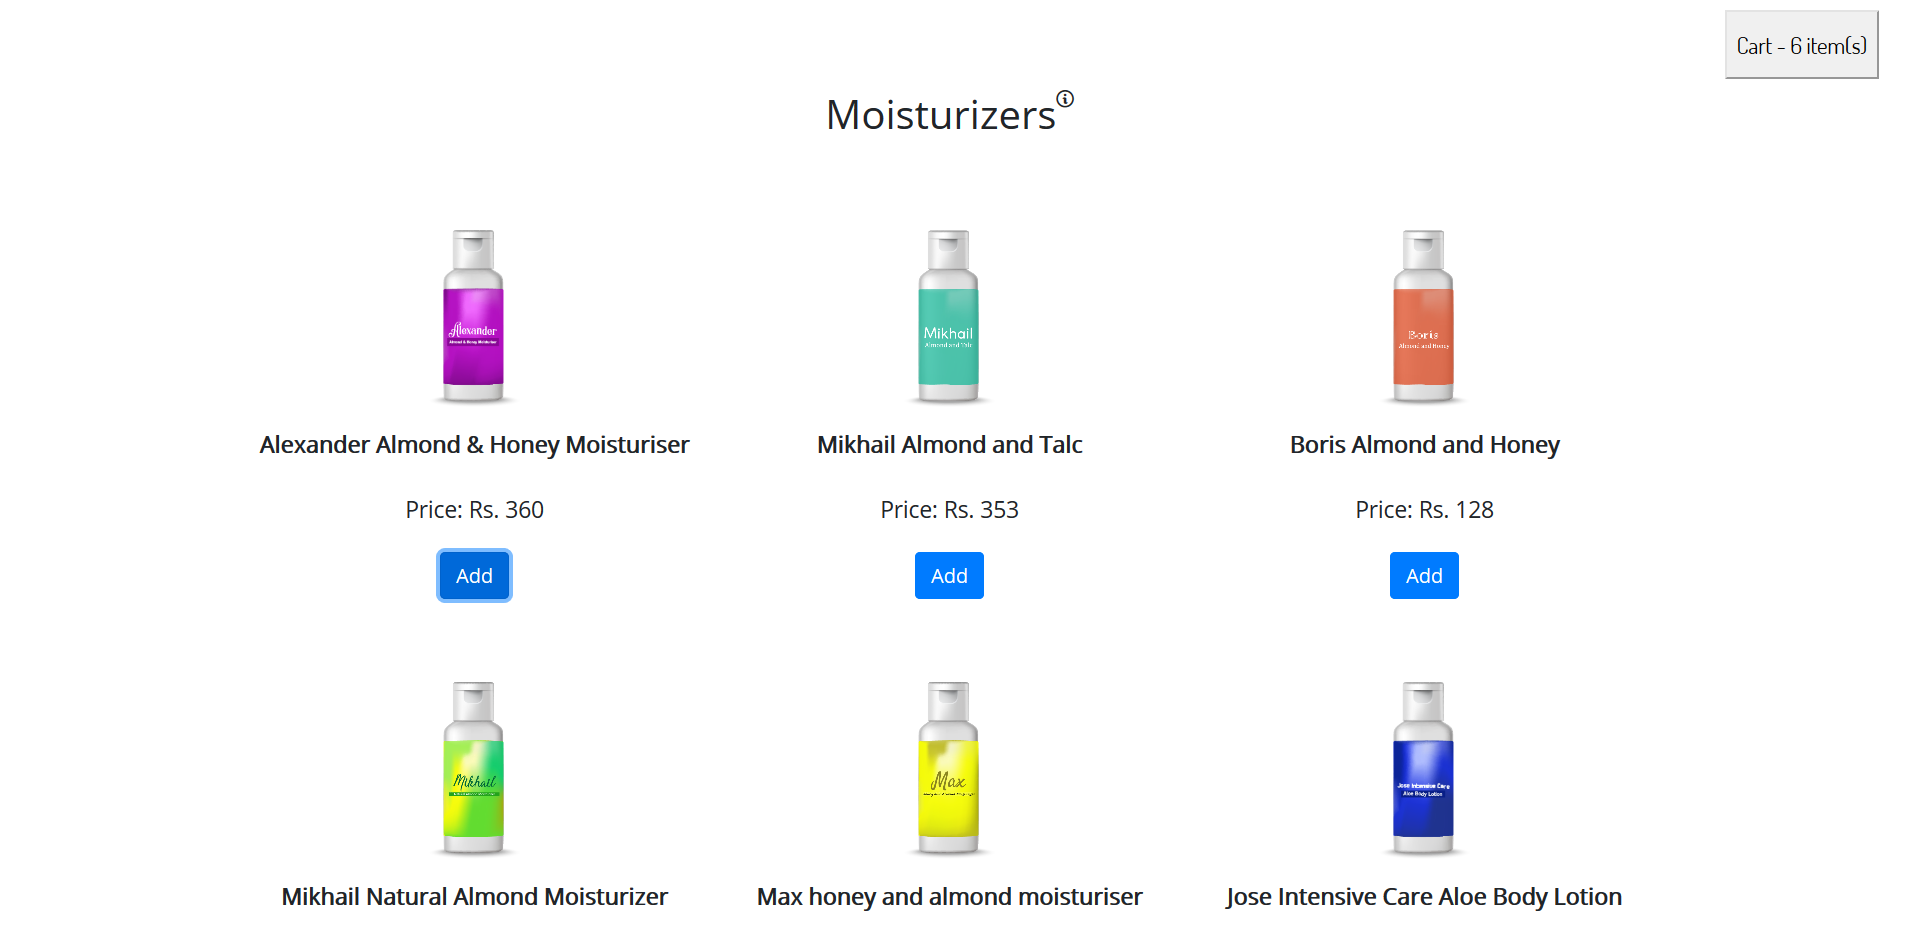 Cart - 6 item(s)
Moisturizers
Alexander
Almond & Honey Moisturiser
Mikhail
Almond and Talc
Boris
Almond and Honey
Alexander Almond & Honey Moisturiser
Mikhail Almond and Talc
Boris Almond and Honey
Price: Rs. 360
Price: Rs. 353
Price: Rs. 128
Add
Add
Add
Mikhail
Max
Jose Intensive Care
Aloe Body Lotion
Mikhail Natural Almond Moisturizer
Max honey and almond moisturiser
Jose Intensive Care Aloe Body Lotion